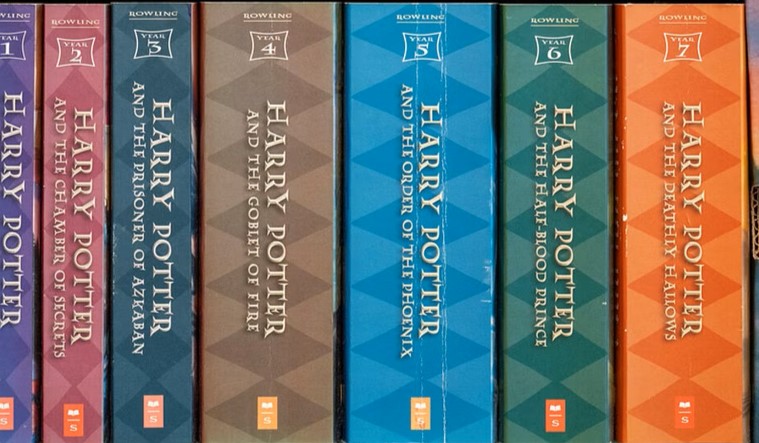 ROWLING
1
HARRY POTTER
ROWLING
YEAR
2
HARRY POTTER
AND THE CHAMBER OF SECRETS
S
ROWLING
YEAR
3
HARRY POTTER
AND THE PRISONER OF AZKABAN
S
ROWLING
YEAR
4
HARRY POTTER
AND THE GOBLET OF FIRE
S
ROWLING
YEAR
5
HARRY POTTER
AND THE ORDER OF THE PHOENIX
S
ROWLING
YEAR
6
HARRY POTTER
AND THE HALF-BLOOD PRINCE
S
ROWLING
YEAR
7
HARRY POTTER
AND THE DEATHLY HALLOWS
S